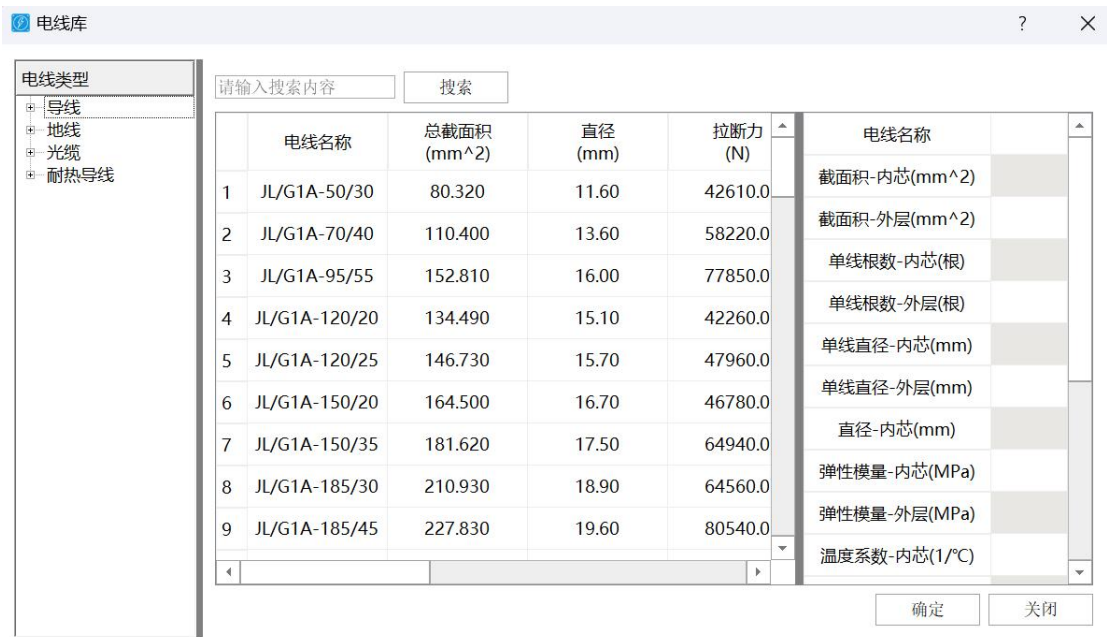 电线库
?
电线类型
导线
地线
光缆
耐热导线
请输入搜索内容 搜索
电线名称 总截面积 (mm^2) 直径 (mm) 拉断力 (N)
1 JL/G1A-50/30 80.320 11.60 42610.0
2 JL/G1A-70/40 110.400 13.60 58220.0
3 JL/G1A-95/55 152.810 16.00 77850.0
4 JL/G1A-120/20 134.490 15.10 42260.0
5 JL/G1A-120/25 146.730 15.70 47960.0
6 JL/G1A-150/20 164.500 16.70 46780.0
7 JL/G1A-150/35 181.620 17.50 64940.0
8 JL/G1A-185/30 210.930 18.90 64560.0
9 JL/G1A-185/45 227.830 19.60 80540.0
电线名称
截面积-内芯(mm^2)
截面积-外层(mm^2)
单线根数-内芯(根)
单线根数-外层(根)
单线直径-内芯(mm)
单线直径-外层(mm)
直径-内芯(mm)
弹性模量-内芯(MPa)
弹性模量-外层(MPa)
温度系数-内芯(1/℃)
确定 关闭